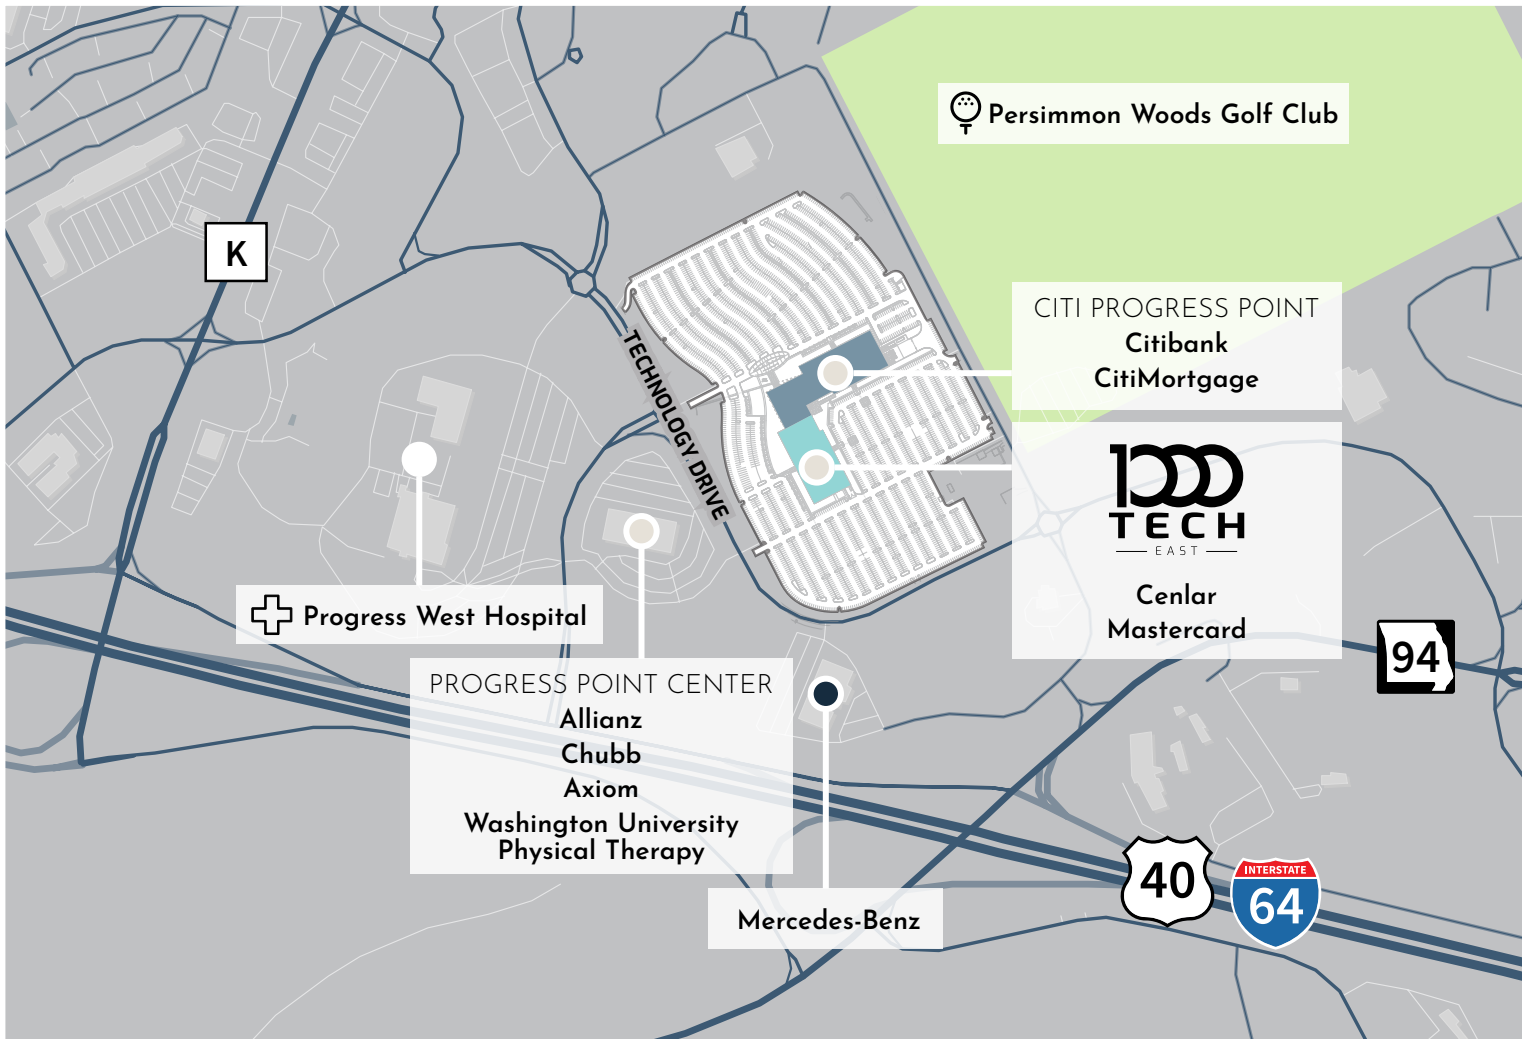 Persimmon Woods Golf Club
K
CITI PROGRESS POINT
Citibank
CitiMortgage
TECHNOLOGY DRIVE
1000
TECH
EAST
Cenlar
Mastercard
Progress West Hospital
94
PROGRESS POINT CENTER
Allianz
Chubb
Axiom
Washington University
Physical Therapy
40
INTERSTATE
64
Mercedes-Benz